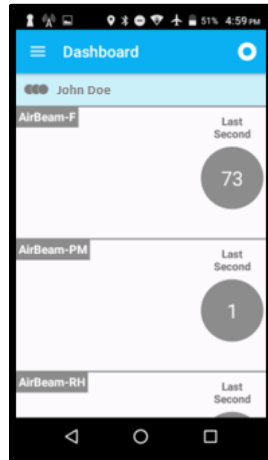 51% 4:59 PM
Dashboard
John Doe
AirBeam-F
Last
Second
73
AirBeam-PM
Last
Second
1
AirBeam-RH
Last
Second